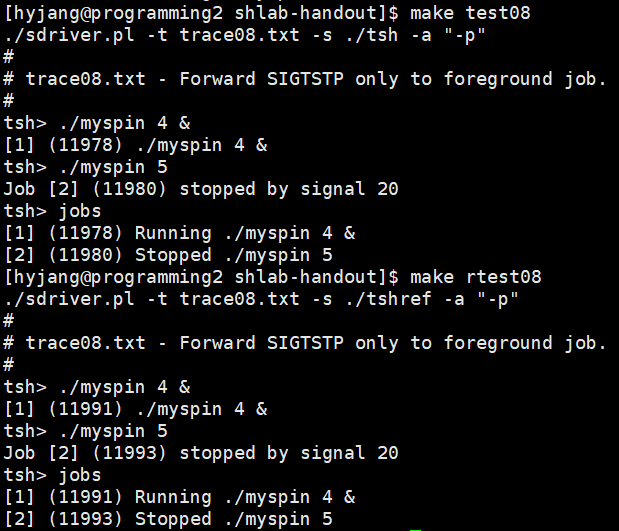 [hyjang@programming2 shlab-handout]$ make test08
./sdriver.pl -t trace08.txt -s ./tsh -a "-p"
#
# trace08.txt - Forward SIGTSTP only to foreground job.
#
tsh> ./myspin 4 &
[1] (11978) ./myspin 4 &
tsh> ./myspin 5
Job [2] (11980) stopped by signal 20
tsh> jobs
[1] (11978) Running ./myspin 4 &
[2] (11980) Stopped ./myspin 5
[hyjang@programming2 shlab-handout]$ make rtest08
./sdriver.pl -t trace08.txt -s ./tshref -a "-p"
#
# trace08.txt - Forward SIGTSTP only to foreground job.
#
tsh> ./myspin 4 &
[1] (11991) ./myspin 4 &
tsh> ./myspin 5
Job [2] (11993) stopped by signal 20
tsh> jobs
[1] (11991) Running ./myspin 4 &
[2] (11993) Stopped ./myspin 5